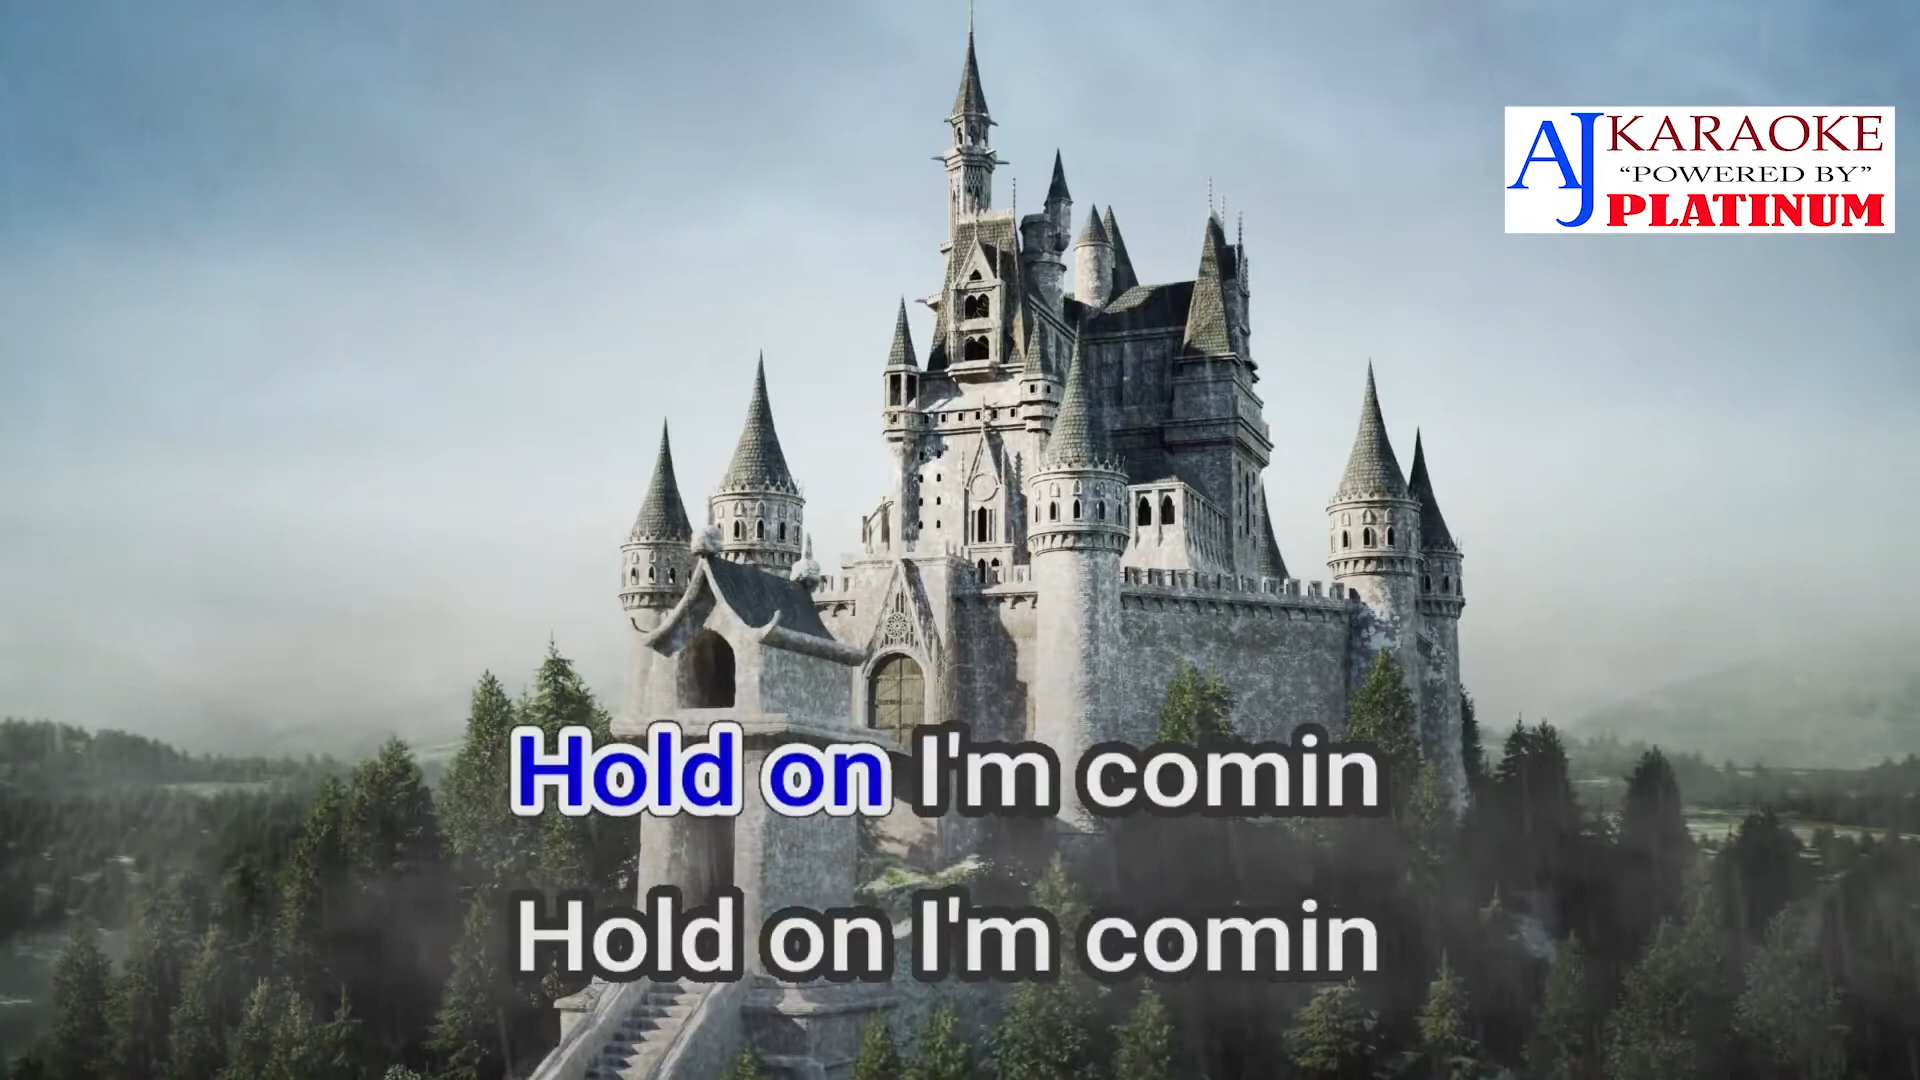 AJ KARAOKE
“POWERED BY”
PLATINUM
Hold on I'm comin
Hold on I'm comin